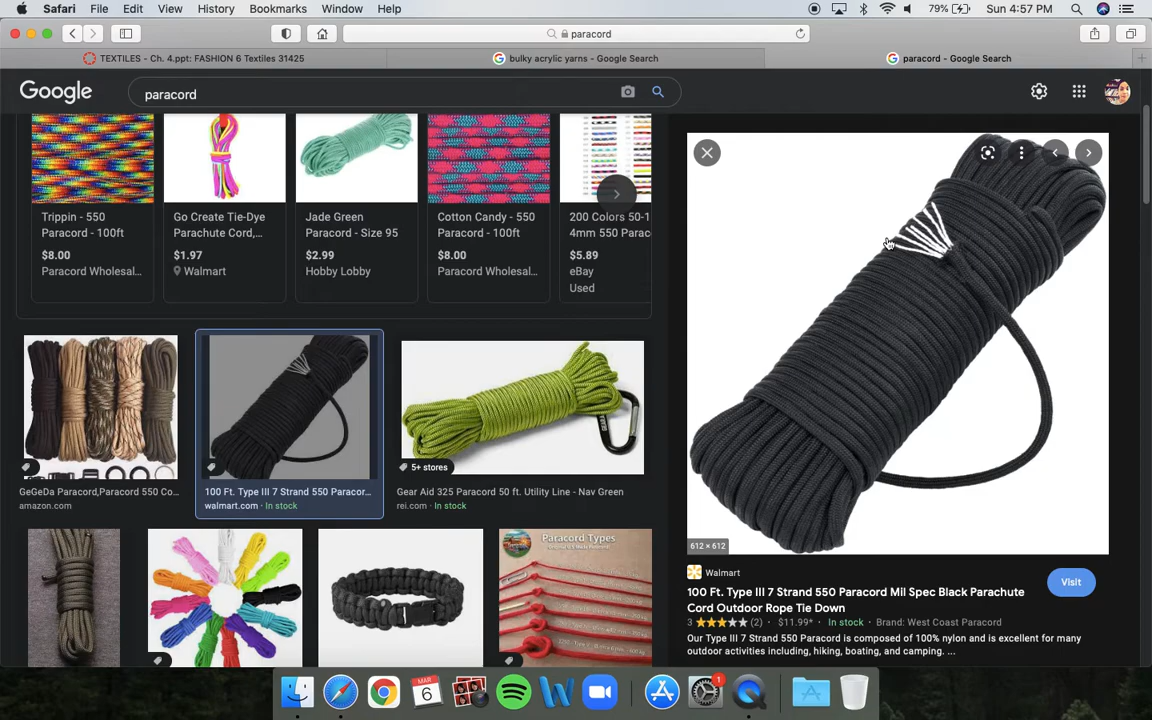 Safari File Edit View History Bookmarks Window Help
79% Sun 4:57 PM
paracord
TEXTILES - Ch. 4.ppt: FASHION 6 Textiles 31425
bulky acrylic yarns - Google Search
paracord - Google Search
Google
paracord
Trippin - 550
Paracord - 100ft
$8.00
Paracord Wholesal...
Go Create Tie-Dye
Parachute Cord,...
$1.97
Walmart
Jade Green
Paracord - Size 95
$2.99
Hobby Lobby
Cotton Candy - 550
Paracord - 100ft
$8.00
Paracord Wholesal...
200 Colors 50-1
4mm 550 Parac
$5.89
eBay
Used
GeGeDa Paracord,Paracord 550 Co...
amazon.com
100 Ft. Type III 7 Strand 550 Paracor...
walmart.com · In stock
5+ stores
Gear Aid 325 Paracord 50 ft. Utility Line - Nav Green
rei.com · In stock
Paracord Types
612 × 612
Walmart
Visit
100 Ft. Type III 7 Strand 550 Paracord Mil Spec Black Parachute
Cord Outdoor Rope Tie Down
3 (2) · $11.99* · In stock · Brand: West Coast Paracord
Our Type III 7 Strand 550 Paracord is composed of 100% nylon and is excellent for many
outdoor activities including, hiking, boating, and camping. ...
MAR
6
1